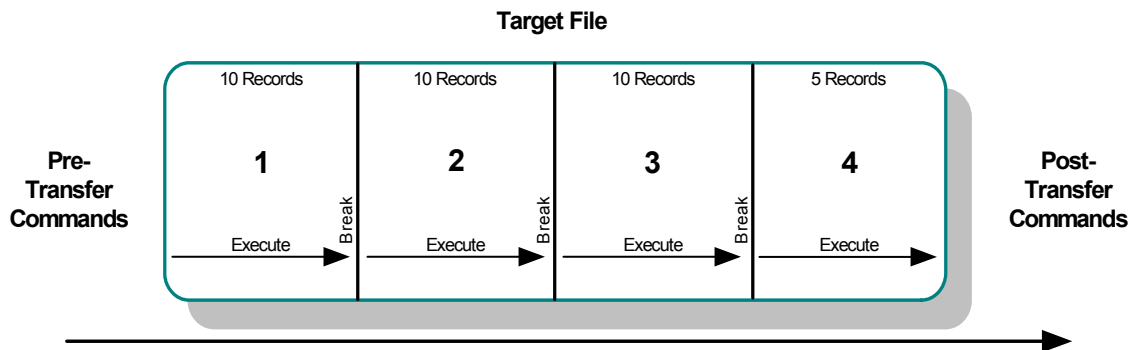 Target File
10 Records
10 Records
10 Records
5 Records
Pre-
Transfer
Commands
1
2
3
4
Post-
Transfer
Commands
Break
Break
Break
Execute
Execute
Execute
Execute